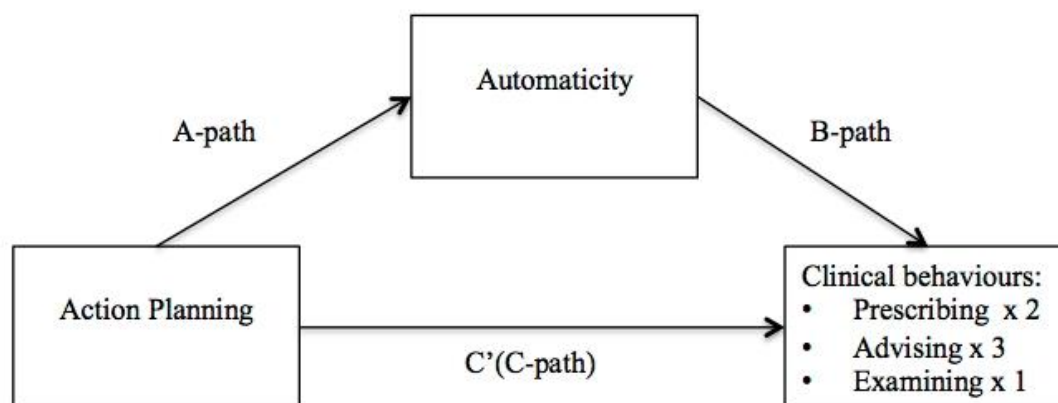 Automaticity
A-path
B-path
Action Planning
C’(C-path)
Clinical behaviours:
• Prescribing x 2
• Advising x 3
• Examining x 1